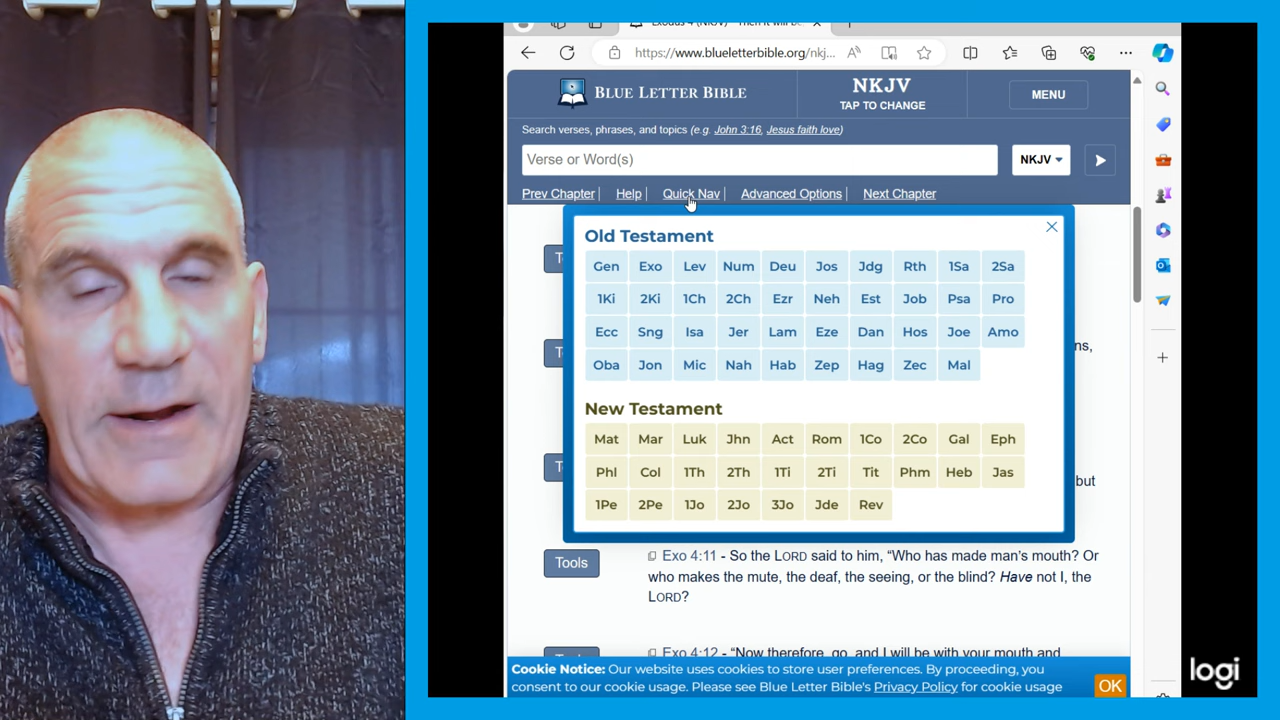 https://www.blueletterbible.org/nkj...
BLUE LETTER BIBLE
NKJV
TAP TO CHANGE
MENU
Search verses, phrases, and topics (e.g. John 3:16, Jesus faith love)
Verse or Word(s)
NKJV
Prev Chapter
Help
Quick Nav
Advanced Options
Next Chapter
Old Testament
Gen Exo Lev Num Deu Jos Jdg Rth 1Sa 2Sa
1Ki 2Ki 1Ch 2Ch Ezr Neh Est Job Psa Pro
Ecc Sng Isa Jer Lam Eze Dan Hos Joe Amo
Oba Jon Mic Nah Hab Zep Hag Zec Mal
ns,
New Testament
Mat Mar Luk Jhn Act Rom 1Co 2Co Gal Eph
Phl Col 1Th 2Th 1Ti 2Ti Tit Phm Heb Jas
but
1Pe 2Pe 1Jo 2Jo 3Jo Jde Rev
Tools
Exo 4:11 - So the LORD said to him, “Who has made man’s mouth? Or
who makes the mute, the deaf, the seeing, or the blind? Have not I, the
LORD?
Exo 4:12 - “Now therefore, go, and I will be with your mouth and
Cookie Notice: Our website uses cookies to store user preferences. By proceeding, you
consent to our cookie usage. Please see Blue Letter Bible's Privacy Policy for cookie usage
OK
logi